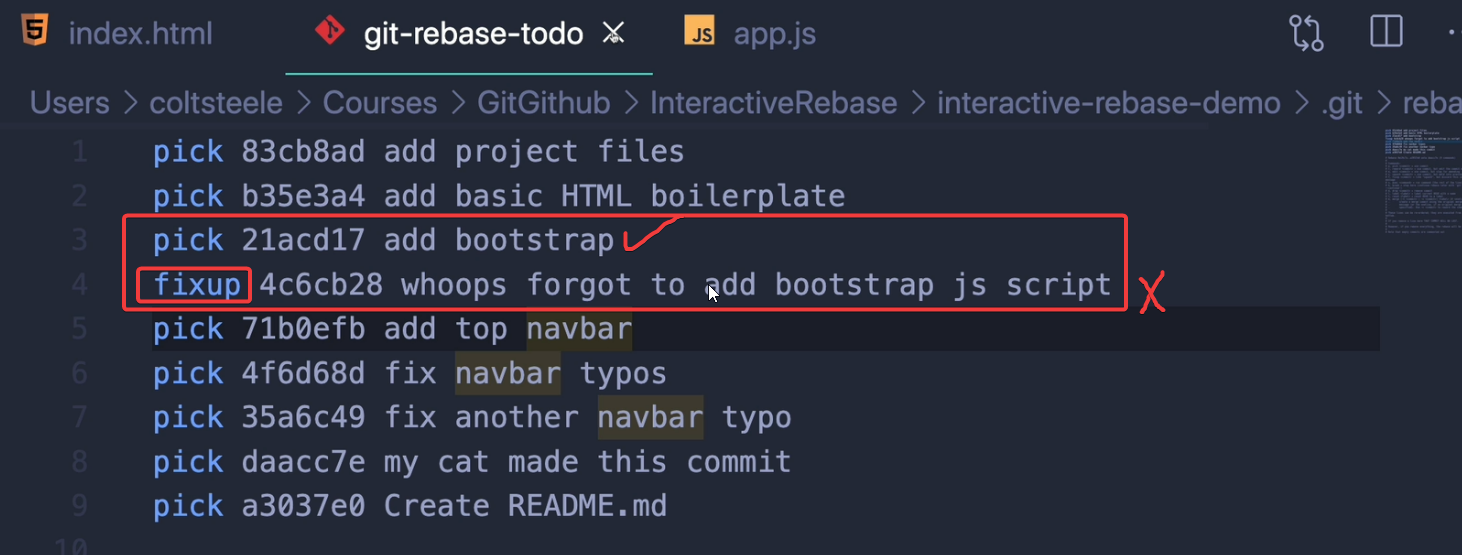 index.html git-rebase-todo JS app.js
Users > coltsteele > Courses > GitGithub > InteractiveRebase > interactive-rebase-demo > .git > reba
1 pick 83cb8ad add project files
2 pick b35e3a4 add basic HTML boilerplate
3 pick 21acd17 add bootstrap
4 fixup 4c6cb28 whoops forgot to add bootstrap js script
5 pick 71b0efb add top navbar
6 pick 4f6d68d fix navbar typos
7 pick 35a6c49 fix another navbar typo
8 pick daacc7e my cat made this commit
9 pick a3037e0 Create README.md
10